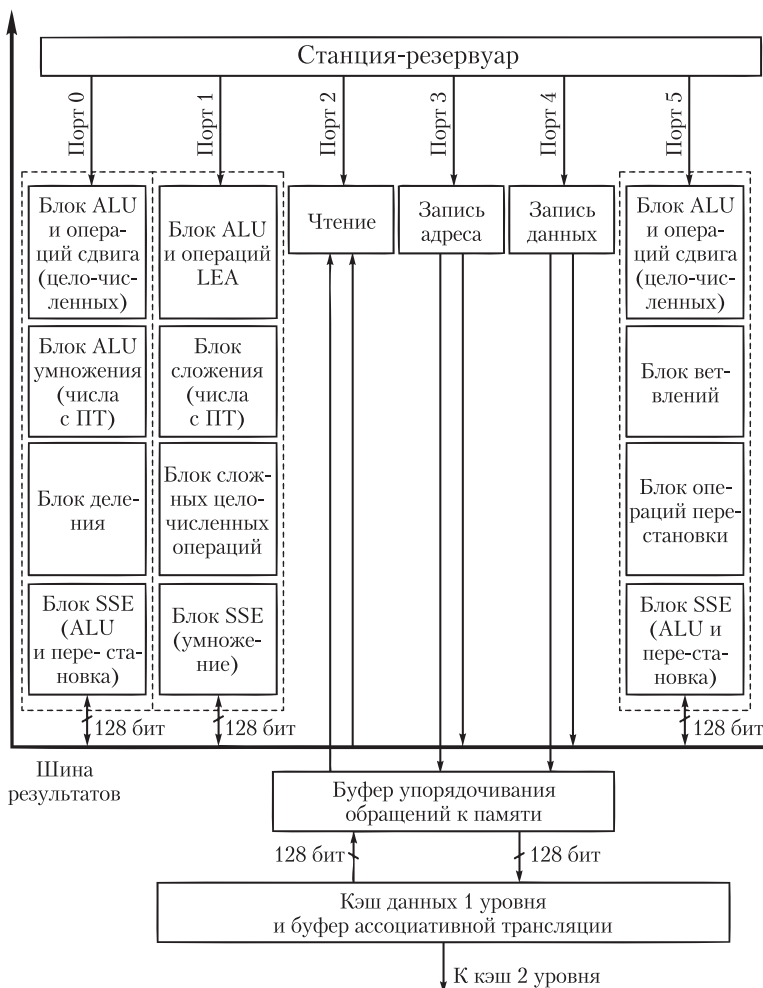 Станция-резервуар
Порт 0
Порт 1
Порт 2
Порт 3
Порт 4
Порт 5
Блок ALU
и опера-
ций сдвига
(цело-чис-
ленных)
Блок ALU
и операций
LEA
Чтение
Запись
адреса
Запись
данных
Блок ALU
и опера-
ций сдвига
(цело-чис-
ленных)
Блок ALU
умножения
(числа
с ПТ)
Блок
сложения
(числа
с ПТ)
Блок вет-
влений
Блок деле-
ния
Блок слож-
ных цело-
численных
операций
Блок опе-
раций пере-
становки
Блок SSE
(ALU
и пере- ста-
новка)
Блок SSE
(умноже-
ние)
Блок SSE
(ALU и
пере-ста-
новка)
128 бит
128 бит
128 бит
Шина
результатов
Буфер упорядочивания
обращений к памяти
128 бит
128 бит
Кэш данных 1 уровня
и буфер ассоциативной трансляции
К кэш 2 уровня